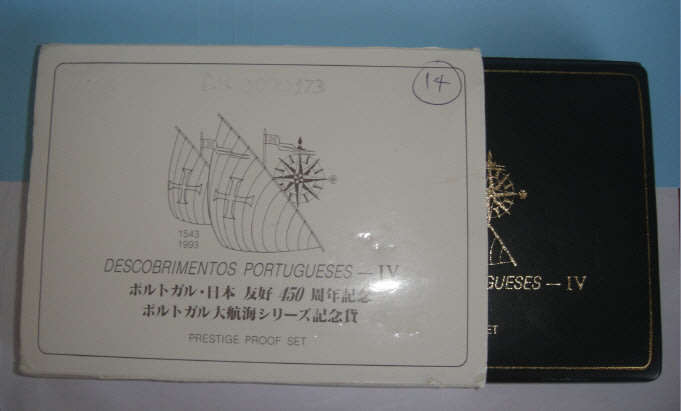 14
1543
1993
DESCOBRIMENTOS PORTUGUESES — IV
ポルトガル・日本 友好 450 周年記念
ポルトガル大航海シリーズ記念貨
PRESTIGE PROOF SET
GUESES — IV
ET